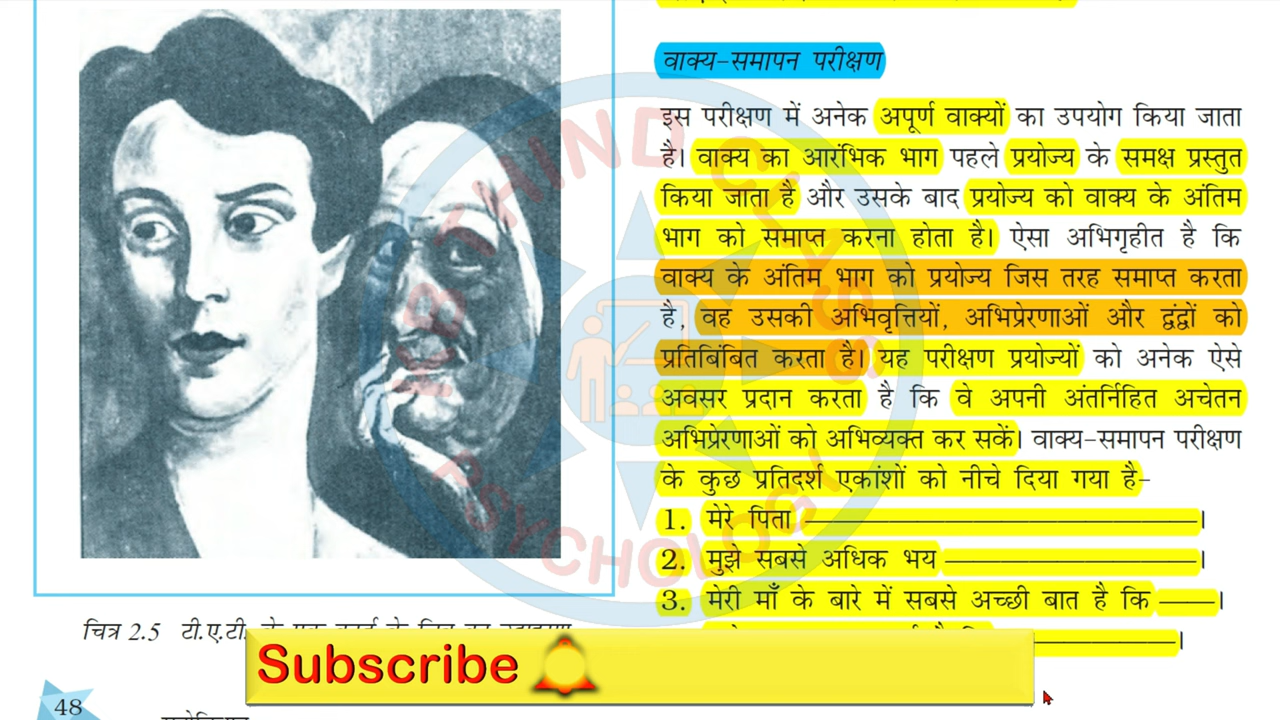 वाक्य-समापन परीक्षण
इस परीक्षण में अनेक अपूर्ण वाक्यों का उपयोग किया जाता
है। वाक्य का आरंभिक भाग पहले प्रयोज्य के समक्ष प्रस्तुत
किया जाता है और उसके बाद प्रयोज्य को वाक्य के अंतिम
भाग को समाप्त करना होता है। ऐसा अभिगृहीत है कि
वाक्य के अंतिम भाग को प्रयोज्य जिस तरह समाप्त करता
है, वह उसकी अभिवृत्तियों, अभिप्रेरणाओं और द्वंद्वों को
प्रतिबिंबित करता है। यह परीक्षण प्रयोज्यों को अनेक ऐसे
अवसर प्रदान करता है कि वे अपनी अंतर्निहित अचेतन
अभिप्रेरणाओं को अभिव्यक्त कर सकें। वाक्य-समापन परीक्षण
के कुछ प्रतिदर्श एकांशों को नीचे दिया गया है-
1. मेरे पिता ————————————।
2. मुझे सबसे अधिक भय ————————।
3. मेरी माँ के बारे में सबसे अच्छी बात है कि ——।
चित्र 2.5 टी.ए.टी.
Subscribe
48
HIND CLASSES
PSYCHOLOGY